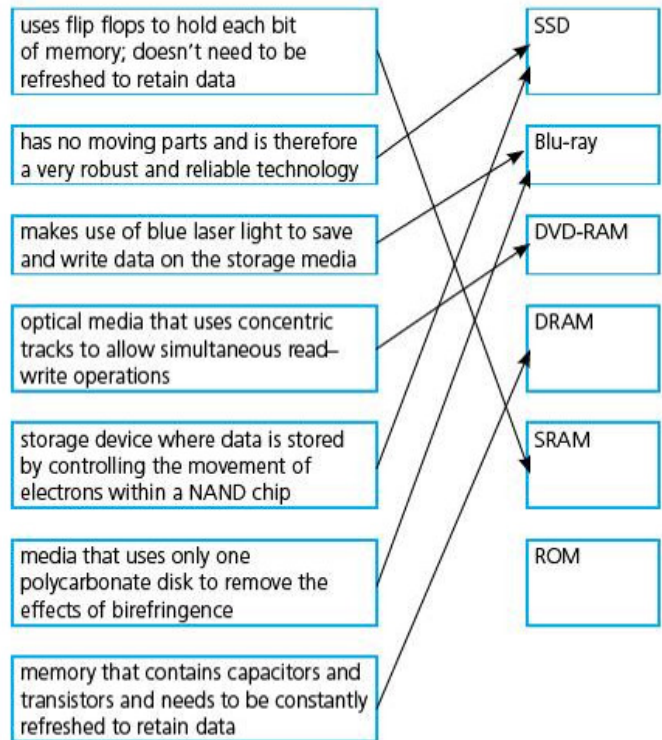 uses flip flops to hold each bit
of memory; doesn’t need to be
refreshed to retain data
has no moving parts and is therefore
a very robust and reliable technology
makes use of blue laser light to save
and write data on the storage media
optical media that uses concentric
tracks to allow simultaneous read–
write operations
storage device where data is stored
by controlling the movement of
electrons within a NAND chip
media that uses only one
polycarbonate disk to remove the
effects of birefringence
memory that contains capacitors and
transistors and needs to be constantly
refreshed to retain data
SSD
Blu-ray
DVD-RAM
DRAM
SRAM
ROM